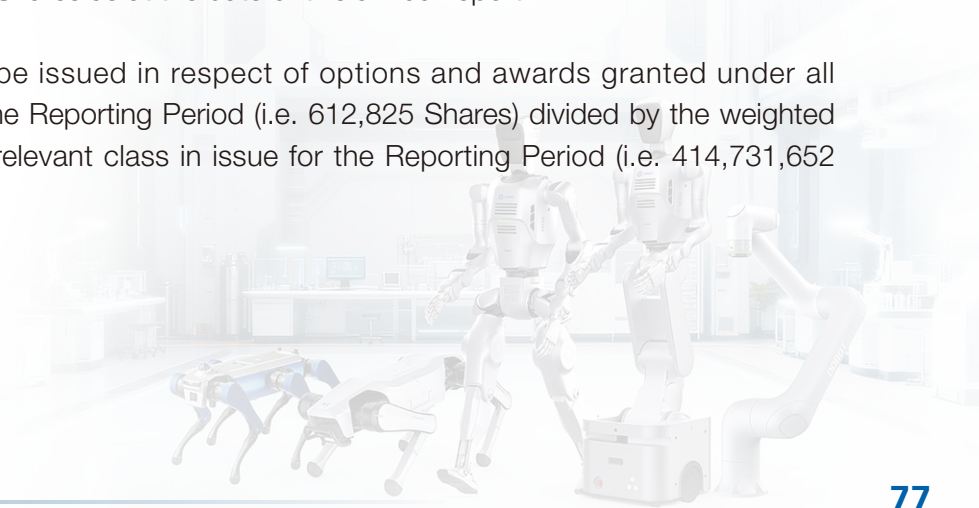 be issued in respect of options and awards granted under all
Reporting Period (i.e. 612,825 Shares) divided by the weighted
relevant class in issue for the Reporting Period (i.e. 414,731,652
77